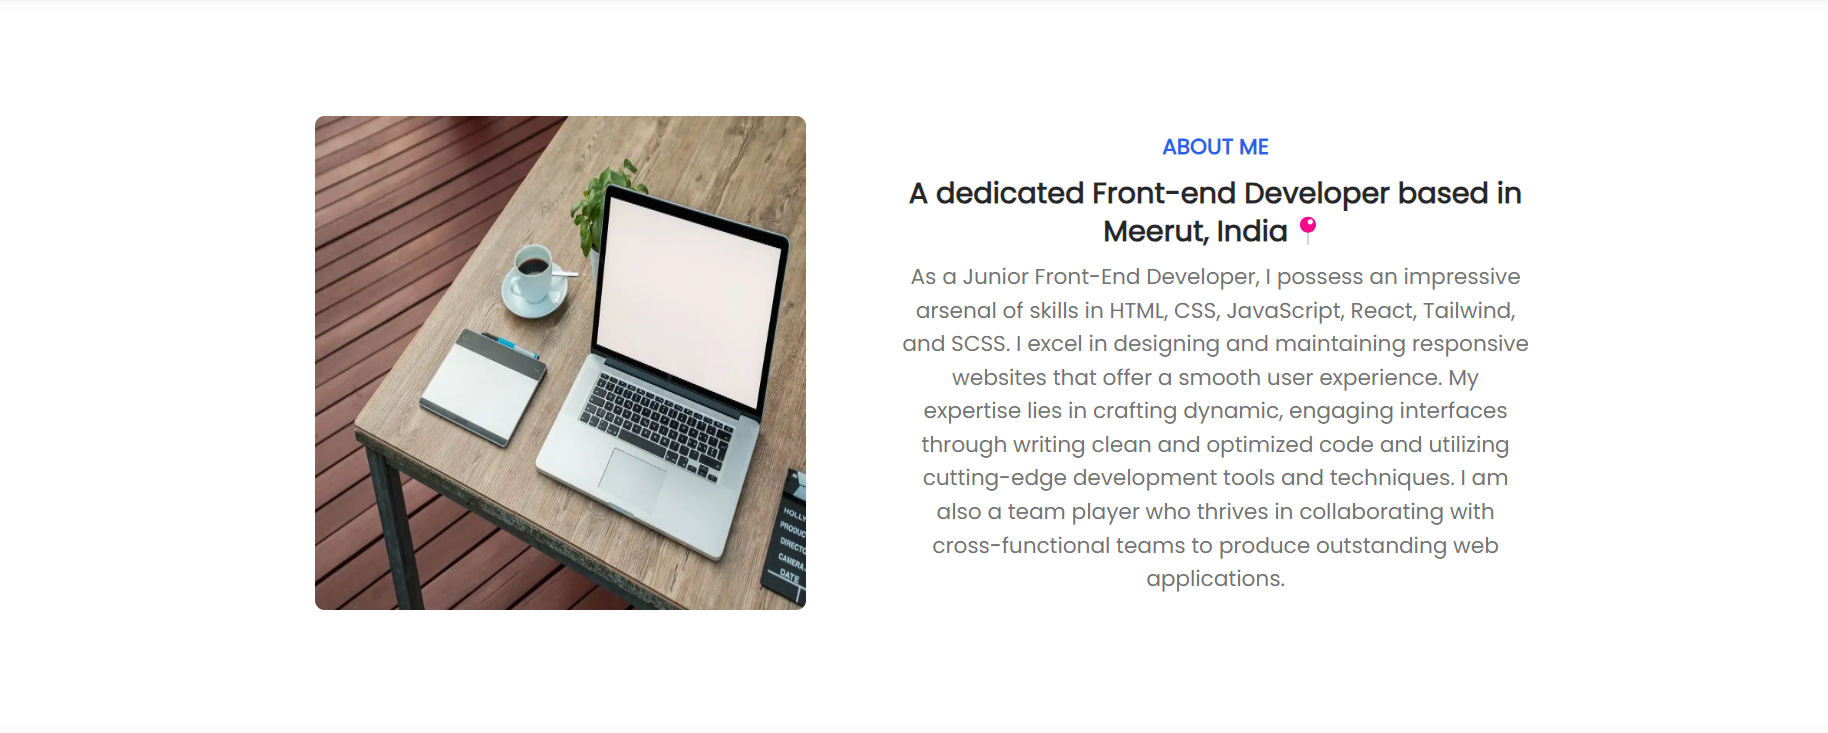 ABOUT ME
A dedicated Front-end Developer based in
Meerut, India 📍
As a Junior Front-End Developer, I possess an impressive
arsenal of skills in HTML, CSS, JavaScript, React, Tailwind,
and SCSS. I excel in designing and maintaining responsive
websites that offer a smooth user experience. My
expertise lies in crafting dynamic, engaging interfaces
through writing clean and optimized code and utilizing
cutting-edge development tools and techniques. I am
also a team player who thrives in collaborating with
cross-functional teams to produce outstanding web
applications.
HOLLY
PRODUC
DIRECTO
CAMERA
DATE